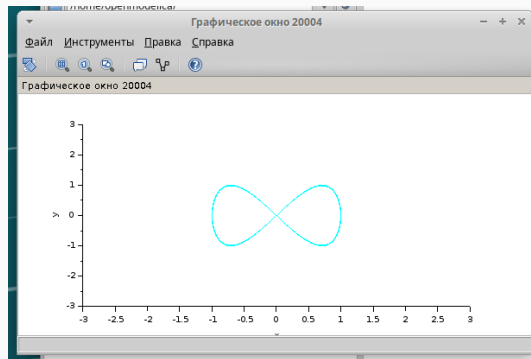 /home/openmodelica/
Графическое окно 20004
Файл Инструменты Правка Справка
Графическое окно 20004
3
2
1
y 0
-1
-2
-3
-3 -2.5 -2 -1.5 -1 -0.5 0 0.5 1 1.5 2 2.5 3